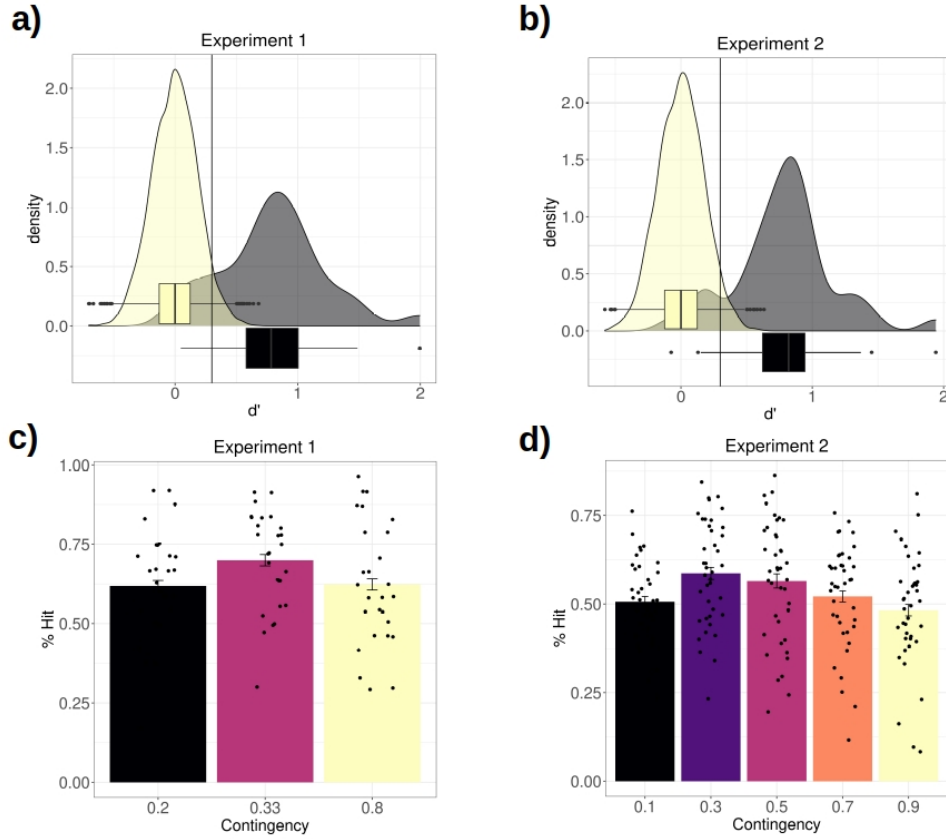 a)
Experiment 1
density
2.0
1.5
1.0
0.5
0.0
0 1 2
d'
b)
Experiment 2
density
2.0
1.5
1.0
0.5
0.0
0 1 2
d'
c)
Experiment 1
% Hit
1.00
0.75
0.50
0.25
0.00
0.2 0.33 0.8
Contingency
d)
Experiment 2
% Hit
0.75
0.50
0.25
0.00
0.1 0.3 0.5 0.7 0.9
Contingency